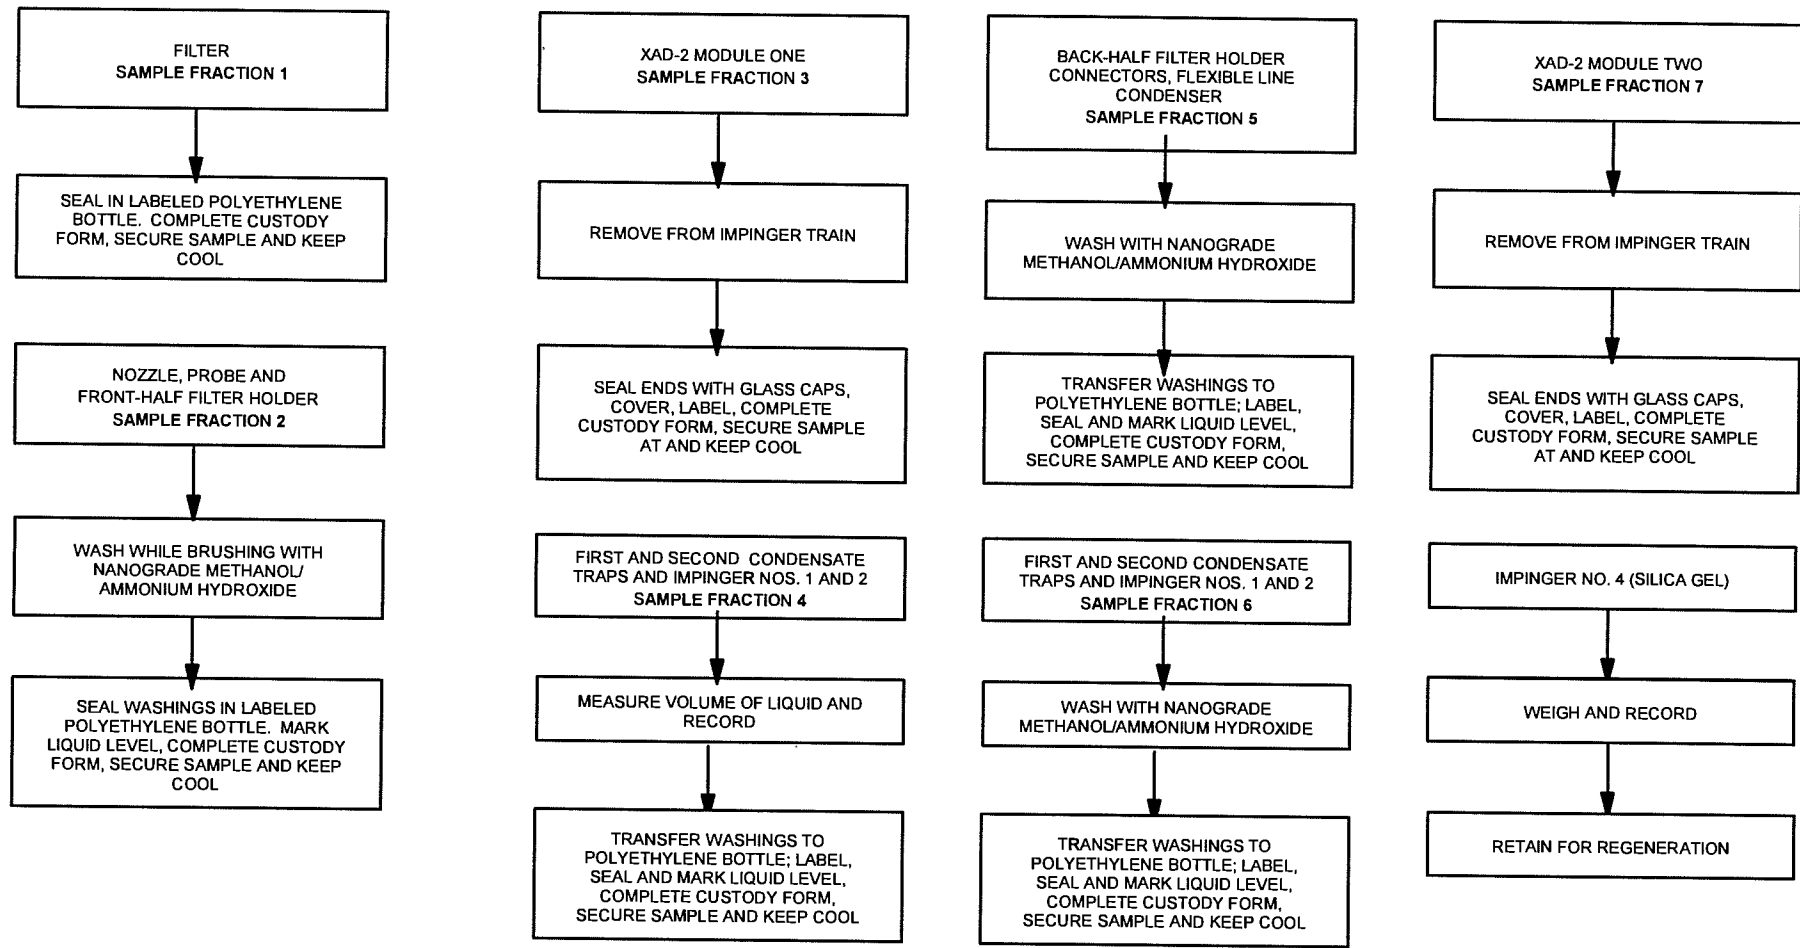 FILTER
SAMPLE FRACTION 1
SEAL IN LABELED POLYETHYLENE
BOTTLE. COMPLETE CUSTODY
FORM, SECURE SAMPLE AND KEEP
COOL
NOZZLE, PROBE AND
FRONT-HALF FILTER HOLDER
SAMPLE FRACTION 2
WASH WHILE BRUSHING WITH
NANOGRADE METHANOL/
AMMONIUM HYDROXIDE
SEAL WASHINGS IN LABELED
POLYETHYLENE BOTTLE. MARK
LIQUID LEVEL, COMPLETE CUSTODY
FORM, SECURE SAMPLE AND KEEP
COOL
XAD-2 MODULE ONE
SAMPLE FRACTION 3
REMOVE FROM IMPINGER TRAIN
SEAL ENDS WITH GLASS CAPS,
COVER, LABEL, COMPLETE
CUSTODY FORM, SECURE SAMPLE
AT AND KEEP COOL
FIRST AND SECOND CONDENSATE
TRAPS AND IMPINGER NOS. 1 AND 2
SAMPLE FRACTION 4
MEASURE VOLUME OF LIQUID AND
RECORD
TRANSFER WASHINGS TO
POLYETHYLENE BOTTLE; LABEL,
SEAL AND MARK LIQUID LEVEL,
COMPLETE CUSTODY FORM,
SECURE SAMPLE AND KEEP COOL
BACK-HALF FILTER HOLDER
CONNECTORS, FLEXIBLE LINE
CONDENSER
SAMPLE FRACTION 5
WASH WITH NANOGRADE
METHANOL/AMMONIUM HYDROXIDE
TRANSFER WASHINGS TO
POLYETHYLENE BOTTLE; LABEL,
SEAL AND MARK LIQUID LEVEL,
COMPLETE CUSTODY FORM,
SECURE SAMPLE AND KEEP COOL
FIRST AND SECOND CONDENSATE
TRAPS AND IMPINGER NOS. 1 AND 2
SAMPLE FRACTION 6
WASH WITH NANOGRADE
METHANOL/AMMONIUM HYDROXIDE
TRANSFER WASHINGS TO
POLYETHYLENE BOTTLE; LABEL,
SEAL AND MARK LIQUID LEVEL,
COMPLETE CUSTODY FORM,
SECURE SAMPLE AND KEEP COOL
XAD-2 MODULE TWO
SAMPLE FRACTION 7
REMOVE FROM IMPINGER TRAIN
SEAL ENDS WITH GLASS CAPS,
COVER, LABEL, COMPLETE
CUSTODY FORM, SECURE SAMPLE
AT AND KEEP COOL
IMPINGER NO. 4 (SILICA GEL)
WEIGH AND RECORD
RETAIN FOR REGENERATION